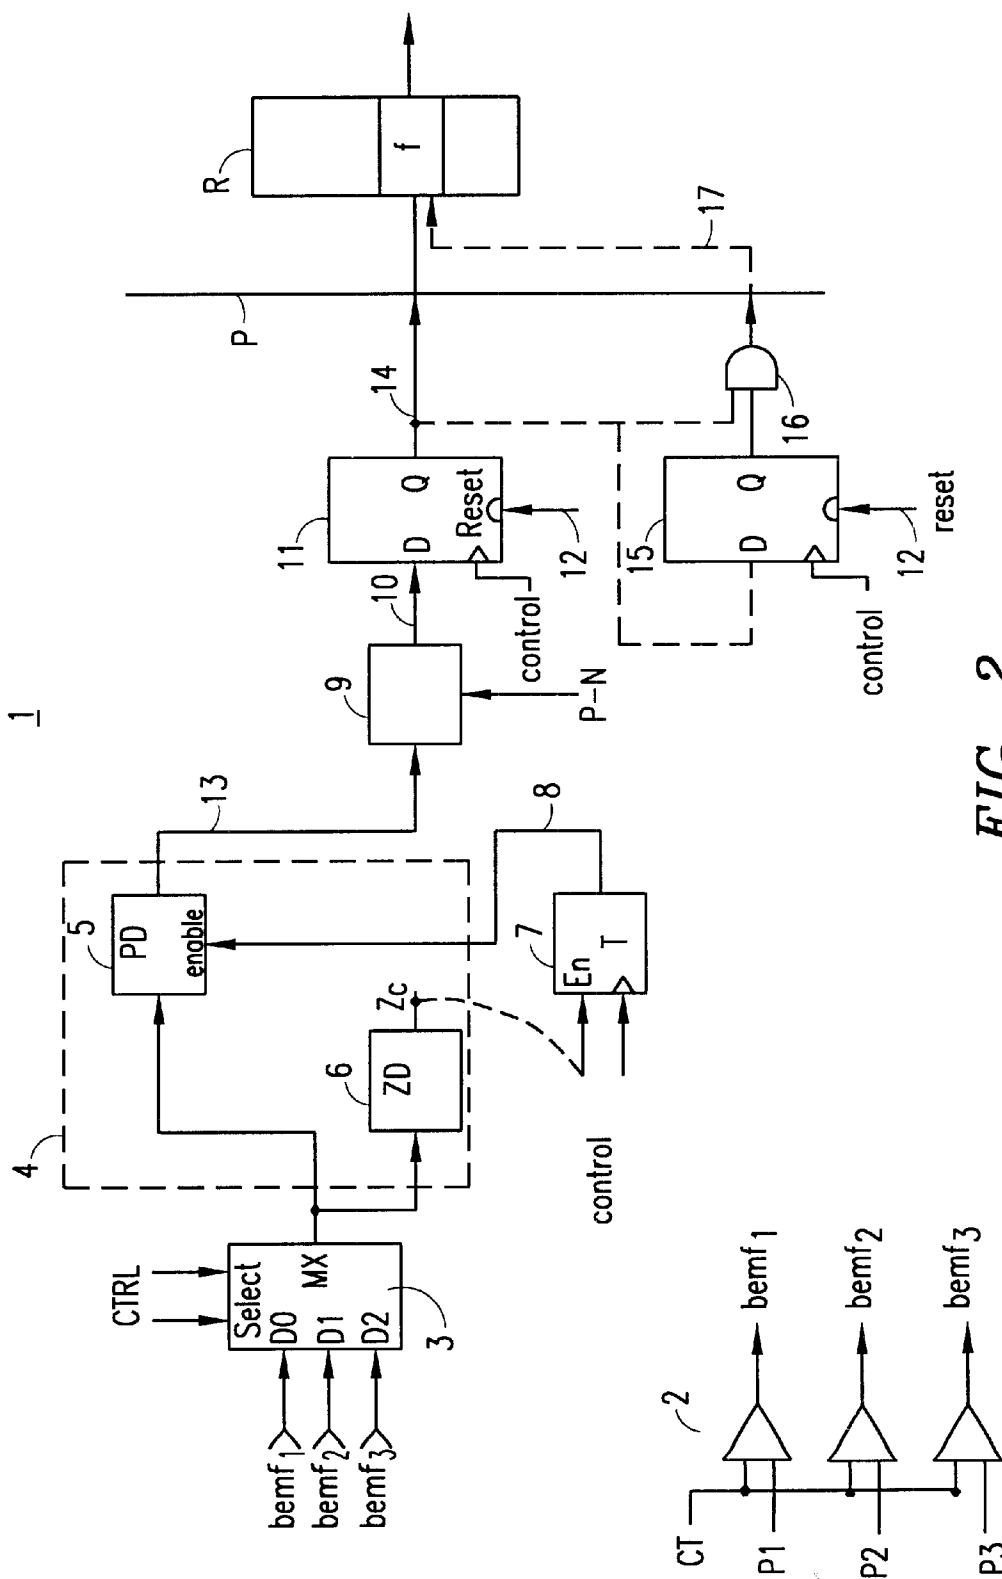 1
CTRL
Select
D0
D1
D2
MX
3
bemf1
bemf2
bemf3
4
5
PD
enable
6
ZD
Zc
13
8
7
En
T
control
9
P-N
10
11
D
Q
Reset
12
control
14
P
R
f
17
15
D
Q
12
reset
control
16
2
CT
P1
P2
P3
bemf1
bemf2
bemf3
FIG. 2